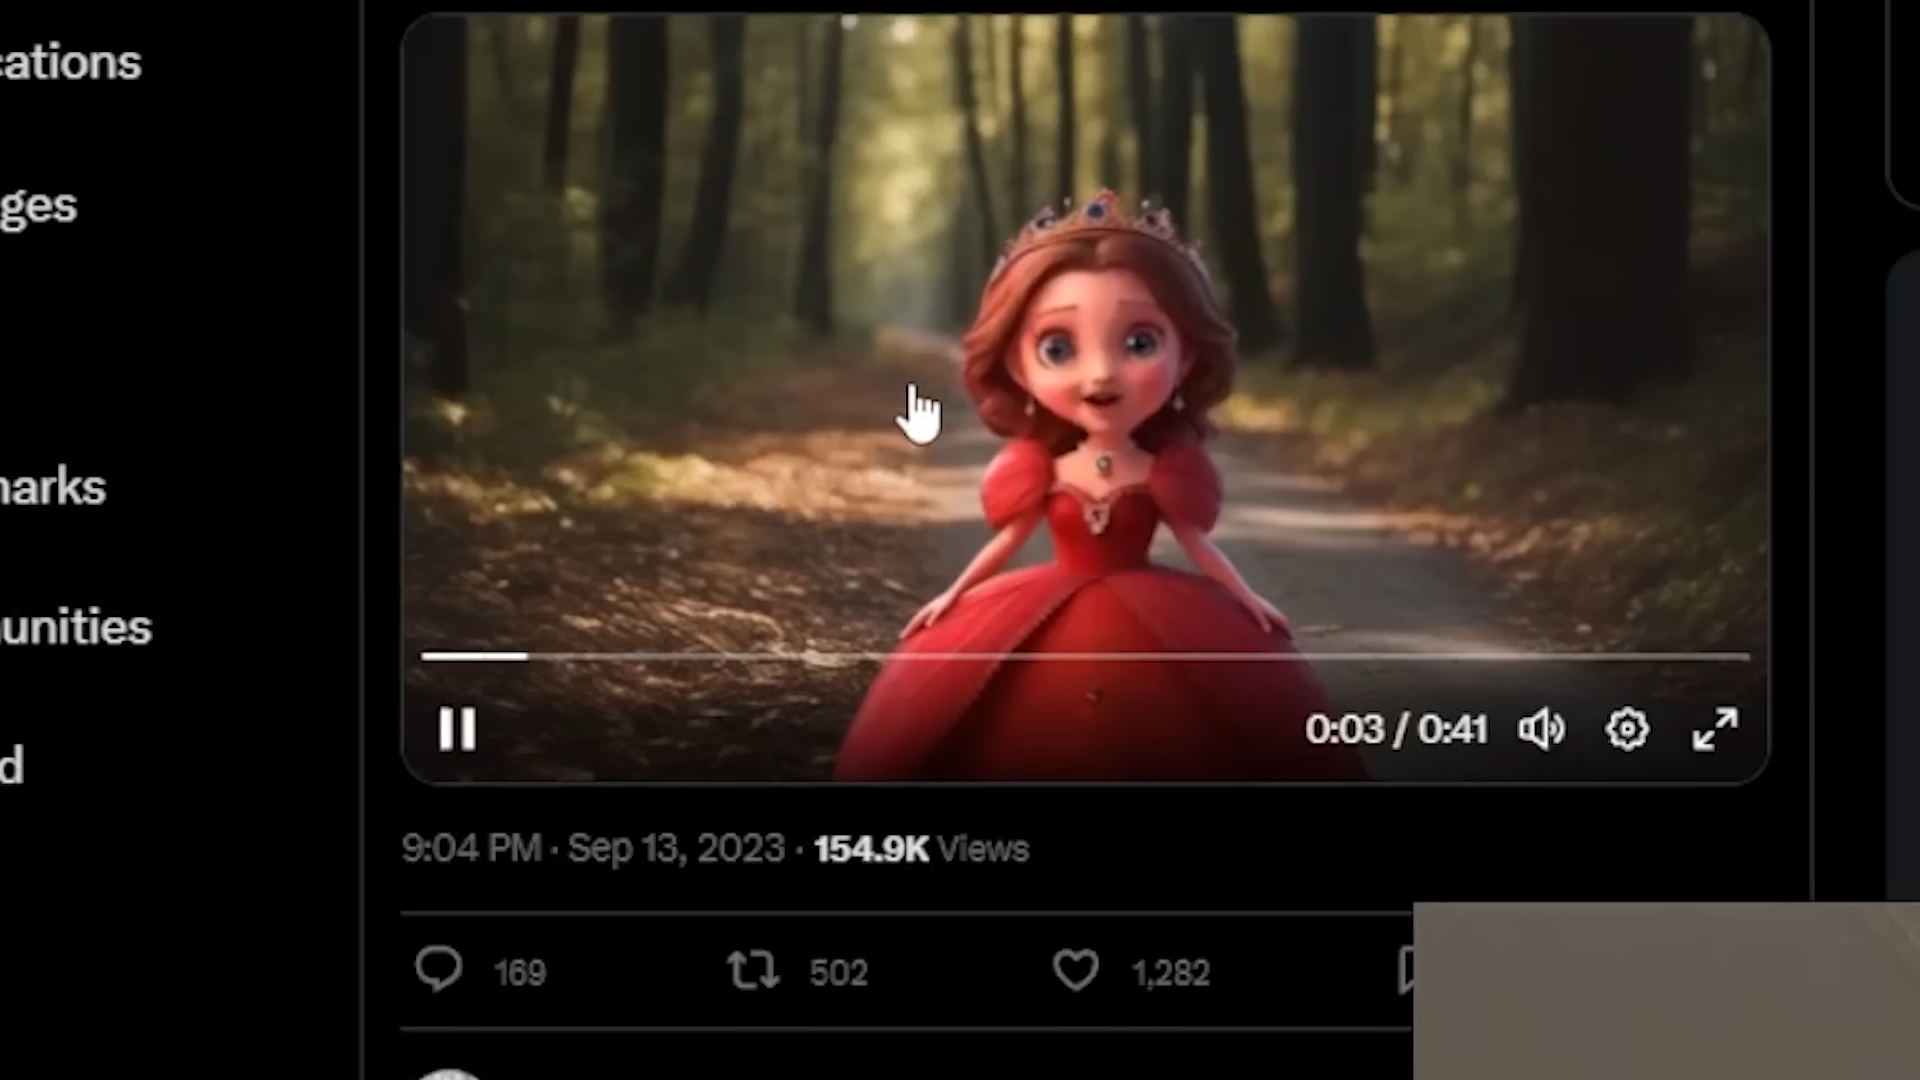 cations
ges
narks
unities
d
0:03 / 0:41
9:04 PM · Sep 13, 2023 · 154.9K Views
169 502 1,282